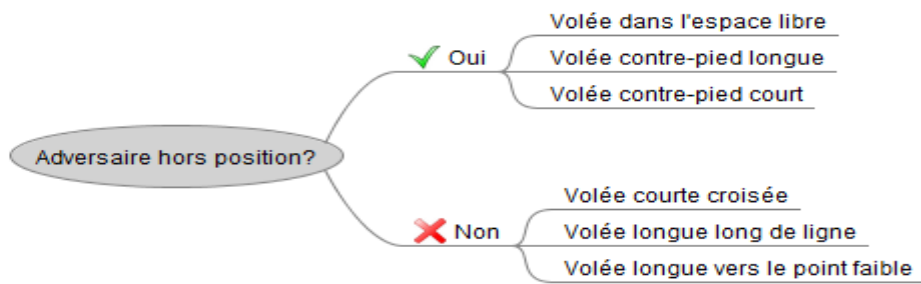 Adversaire hors position?
Oui
Volée dans l'espace libre
Volée contre-pied longue
Volée contre-pied court
Non
Volée courte croisée
Volée longue long de ligne
Volée longue vers le point faible